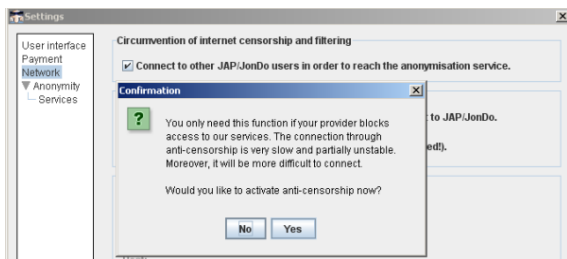 Settings
User interface
Payment
Network
Anonymity
Services
Circumvention of internet censorship and filtering
Connect to other JAP/JonDo users in order to reach the anonymisation service.
Confirmation
You only need this function if your provider blocks
access to our services. The connection through
anti-censorship is very slow and partially unstable.
Moreover, it will be more difficult to connect.
Would you like to activate anti-censorship now?
No Yes
to JAP/JonDo.
ed!).